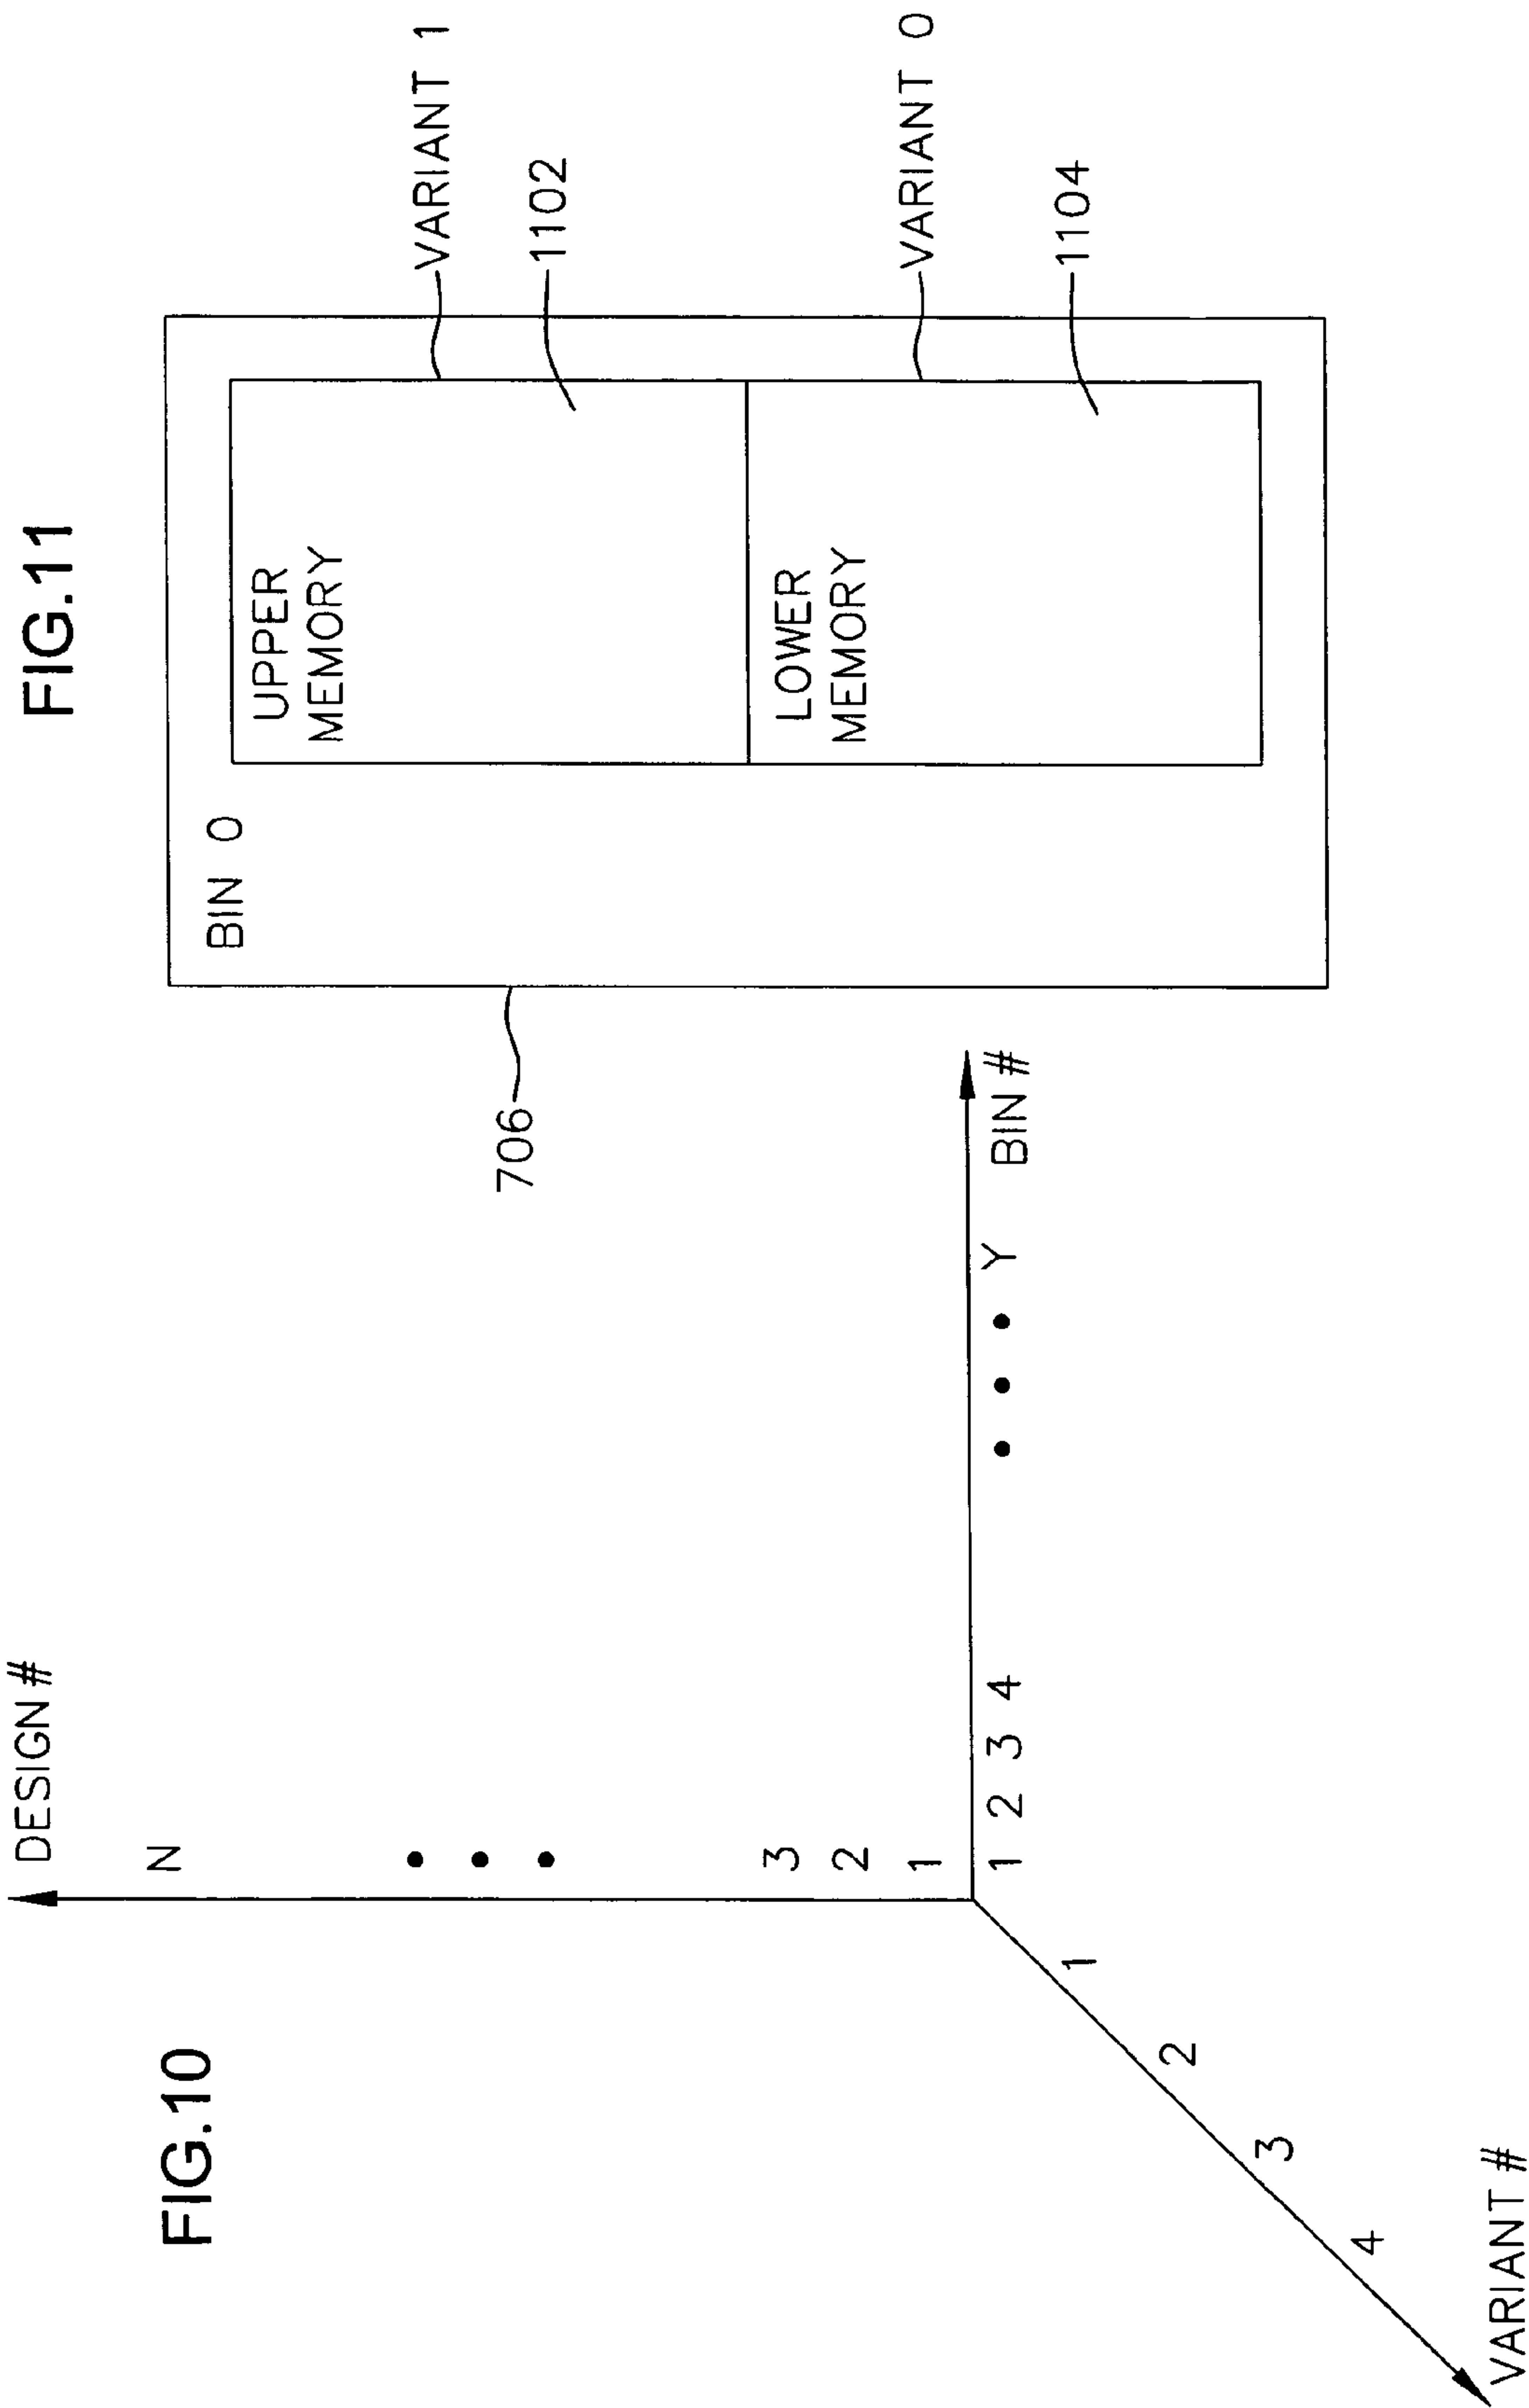 FIG.10
DESIGN #
N
3
2
1
1 2 3 4 • • • Y
BIN #
1
2
3
4
VARIANT #
FIG.11
706
BIN 0
UPPER
MEMORY
VARIANT 1
1102
LOWER
MEMORY
VARIANT 0
1104